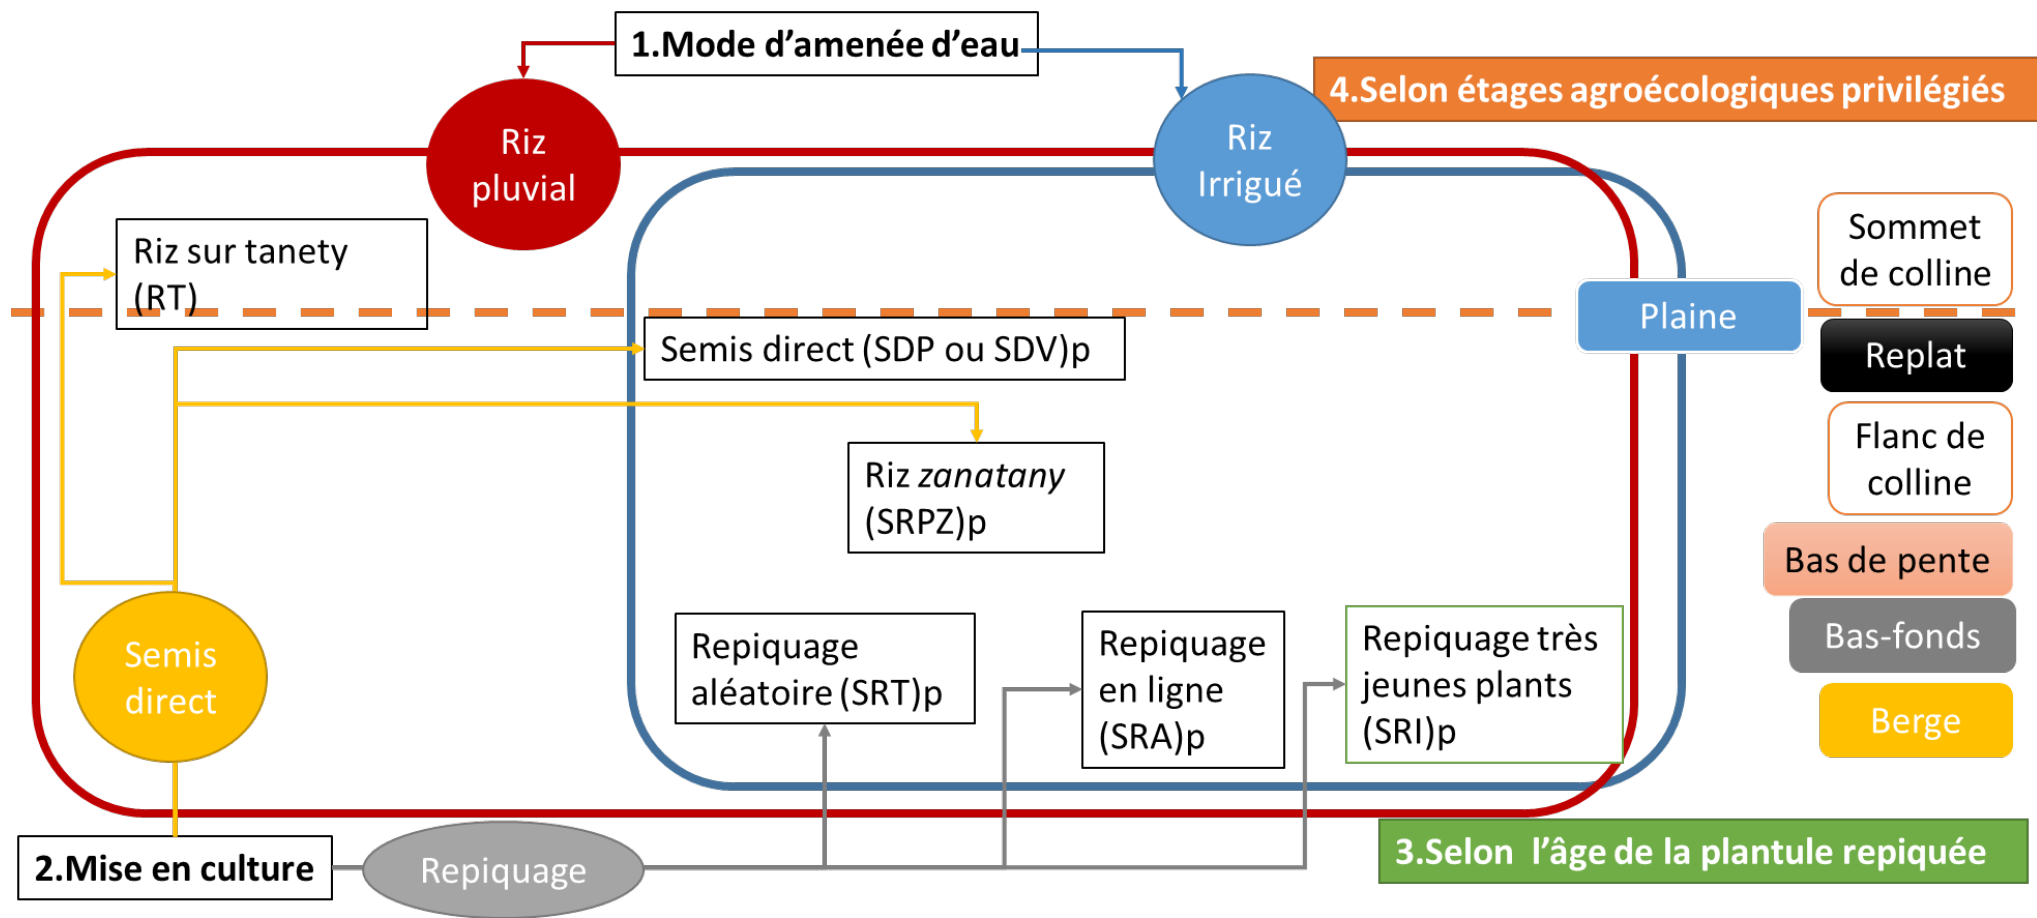 1.Mode d'amenée d'eau
4.Selon étages agroécologiques privilégiés
Riz
pluvial
Riz
Irrigué
Riz sur tanety
(RT)
Sommet
de colline
Plaine
Semis direct (SDP ou SDV)p
Replat
Riz zanatany
(SRPZ)p
Flanc de
colline
Bas de pente
Semis
direct
Repiquage
aléatoire (SRT)p
Repiquage
en ligne
(SRA)p
Repiquage très
jeunes plants
(SRI)p
Bas-fonds
Berge
2.Mise en culture
Repiquage
3.Selon  l'âge de la plantule repiquée